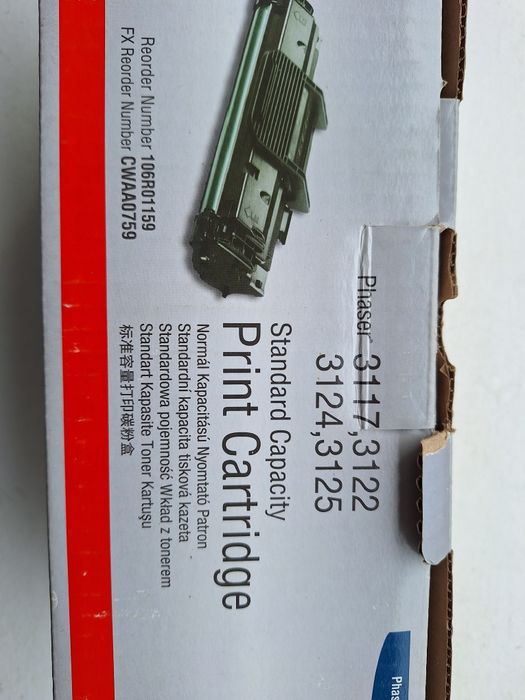 Phaser® 3117,3122
3124,3125
Standard Capacity
Print Cartridge
Normál Kapacitású Nyomtató Patron
Standardní kapacita tisková kazeta
Standardowa pojemność Wkład z tonerem
Standart Kapasite Toner Kartuşu
标准容量打印碳粉盒
Reorder Number 106R01159
FX Reorder Number CWAA0759
Phas